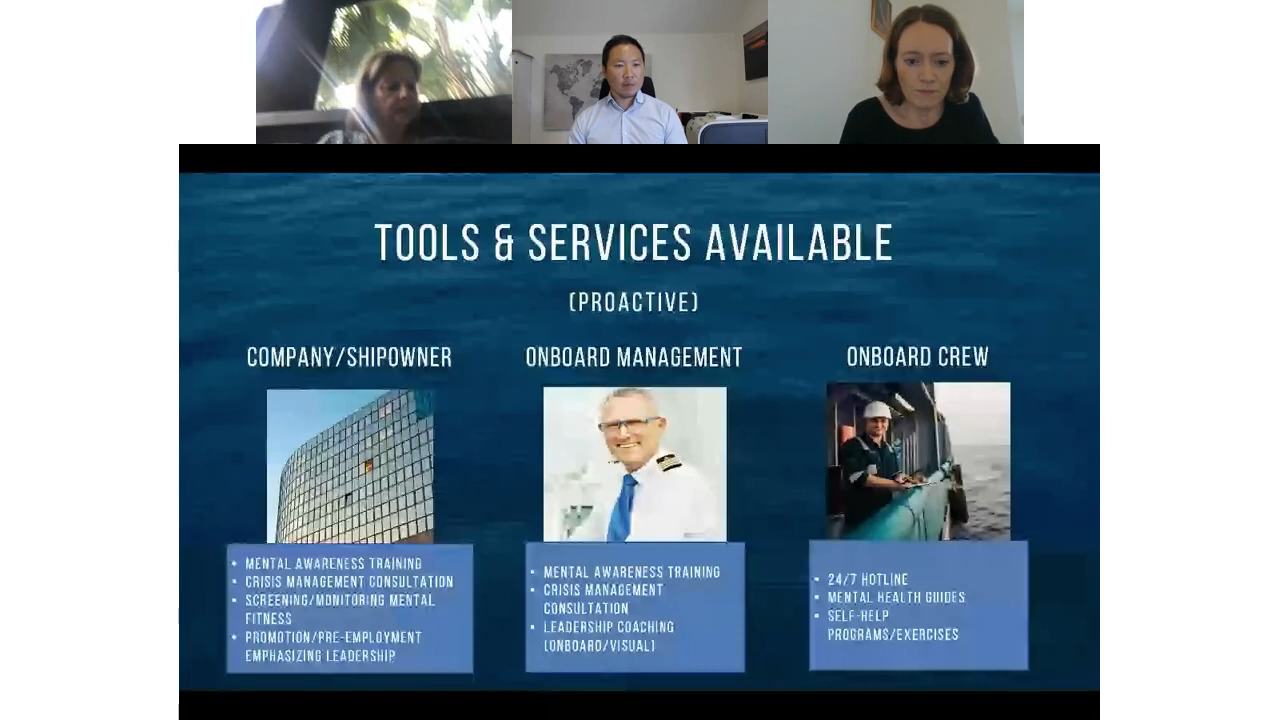 TOOLS & SERVICES AVAILABLE
(PROACTIVE)
COMPANY/SHIPOWNER
ONBOARD MANAGEMENT
ONBOARD CREW
• MENTAL AWARENESS TRAINING
• CRISIS MANAGEMENT CONSULTATION
• SCREENING/MONITORING MENTAL
FITNESS
• PROMOTION/PRE-EMPLOYMENT
EMPHASIZING LEADERSHIP
• MENTAL AWARENESS TRAINING
• CRISIS MANAGEMENT
CONSULTATION
• LEADERSHIP COACHING
(ONBOARD/VISUAL)
• 24/7 HOTLINE
• MENTAL HEALTH GUIDES
• SELF-HELP
PROGRAMS/EXERCISES